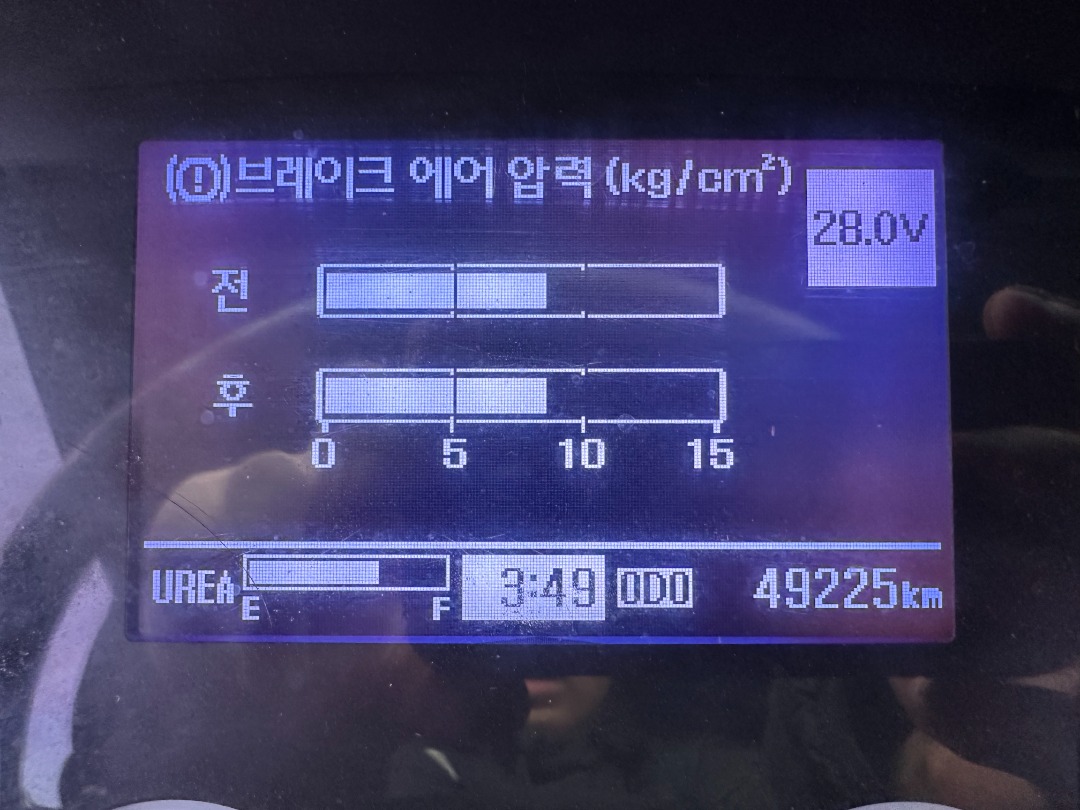 (!)브레이크 에어 압력 (kg/cm²)
28.0V
전
후
0 5 10 15
UREA E F 3:49 ODO 49225km